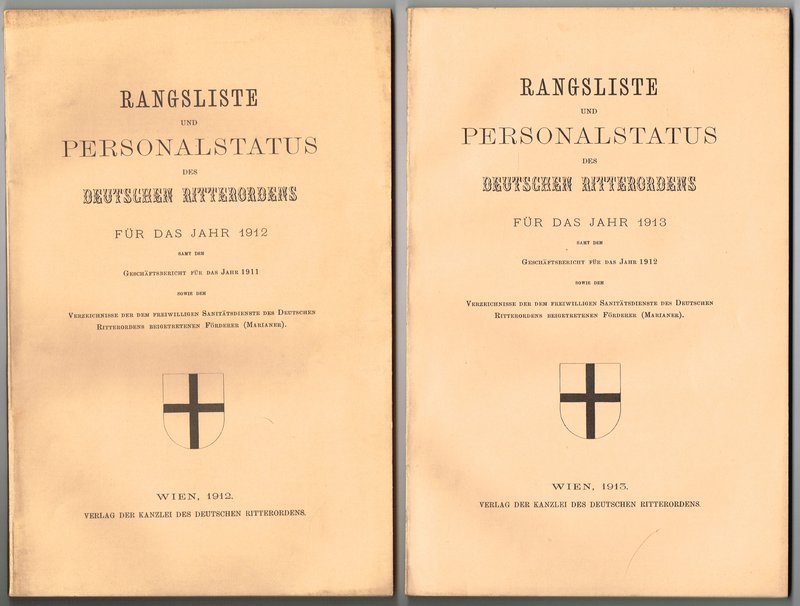 RANGSLISTE
UND
PERSONALSTATUS
DES
DEUTSCHEN RITTERORDENS
FÜR DAS JAHR 1912
SAMT DEM
GESCHÄFTSBERICHT FÜR DAS JAHR 1911
SOWIE DEM
VERZEICHNISSE DER DEM FREIWILLIGEN SANITÄTSDIENSTE DES DEUTSCHEN
RITTERORDENS BEIGETRETENEN FÖRDERER (MARIANER).
WIEN, 1912.
VERLAG DER KANZLEI DES DEUTSCHEN RITTERORDENS.
RANGSLISTE
UND
PERSONALSTATUS
DES
DEUTSCHEN RITTERORDENS
FÜR DAS JAHR 1913
SAMT DEM
GESCHÄFTSBERICHT FÜR DAS JAHR 1912
SOWIE DEM
VERZEICHNISSE DER DEM FREIWILLIGEN SANITÄTSDIENSTE DES DEUTSCHEN
RITTERORDENS BEIGETRETENEN FÖRDERER (MARIANER).
WIEN, 1913.
VERLAG DER KANZLEI DES DEUTSCHEN RITTERORDENS.